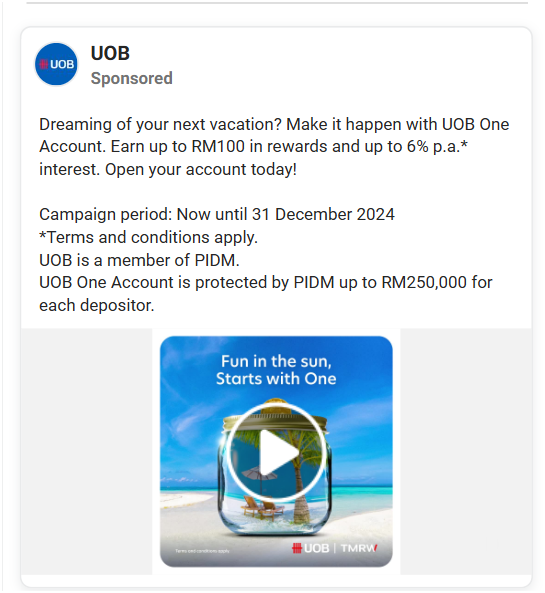 UOB
UOB
Sponsored
Dreaming of your next vacation? Make it happen with UOB One
Account. Earn up to RM100 in rewards and up to 6% p.a.*
interest. Open your account today!
Campaign period: Now until 31 December 2024
*Terms and conditions apply.
UOB is a member of PIDM.
UOB One Account is protected by PIDM up to RM250,000 for
each depositor.
Fun in the sun,
Starts with One
Terms and conditions apply.
UOB | TMRW